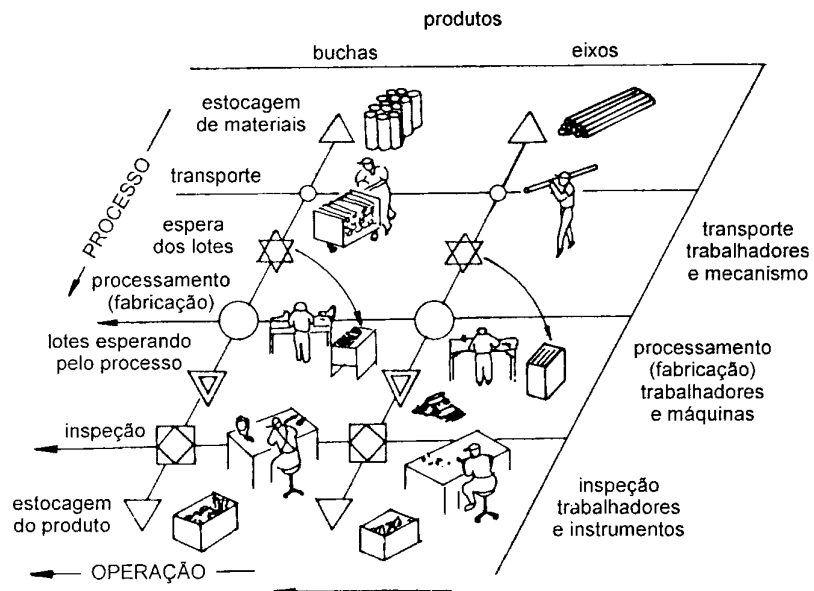 produtos
buchas
eixos
estocagem
de materiais
transporte
PROCESSO
espera
dos lotes
transporte
trabalhadores
e mecanismo
processamento
(fabricação)
lotes esperando
pelo processo
processamento
(fabricação)
trabalhadores
e máquinas
inspeção
estocagem
do produto
inspeção
trabalhadores
e instrumentos
OPERAÇÃO